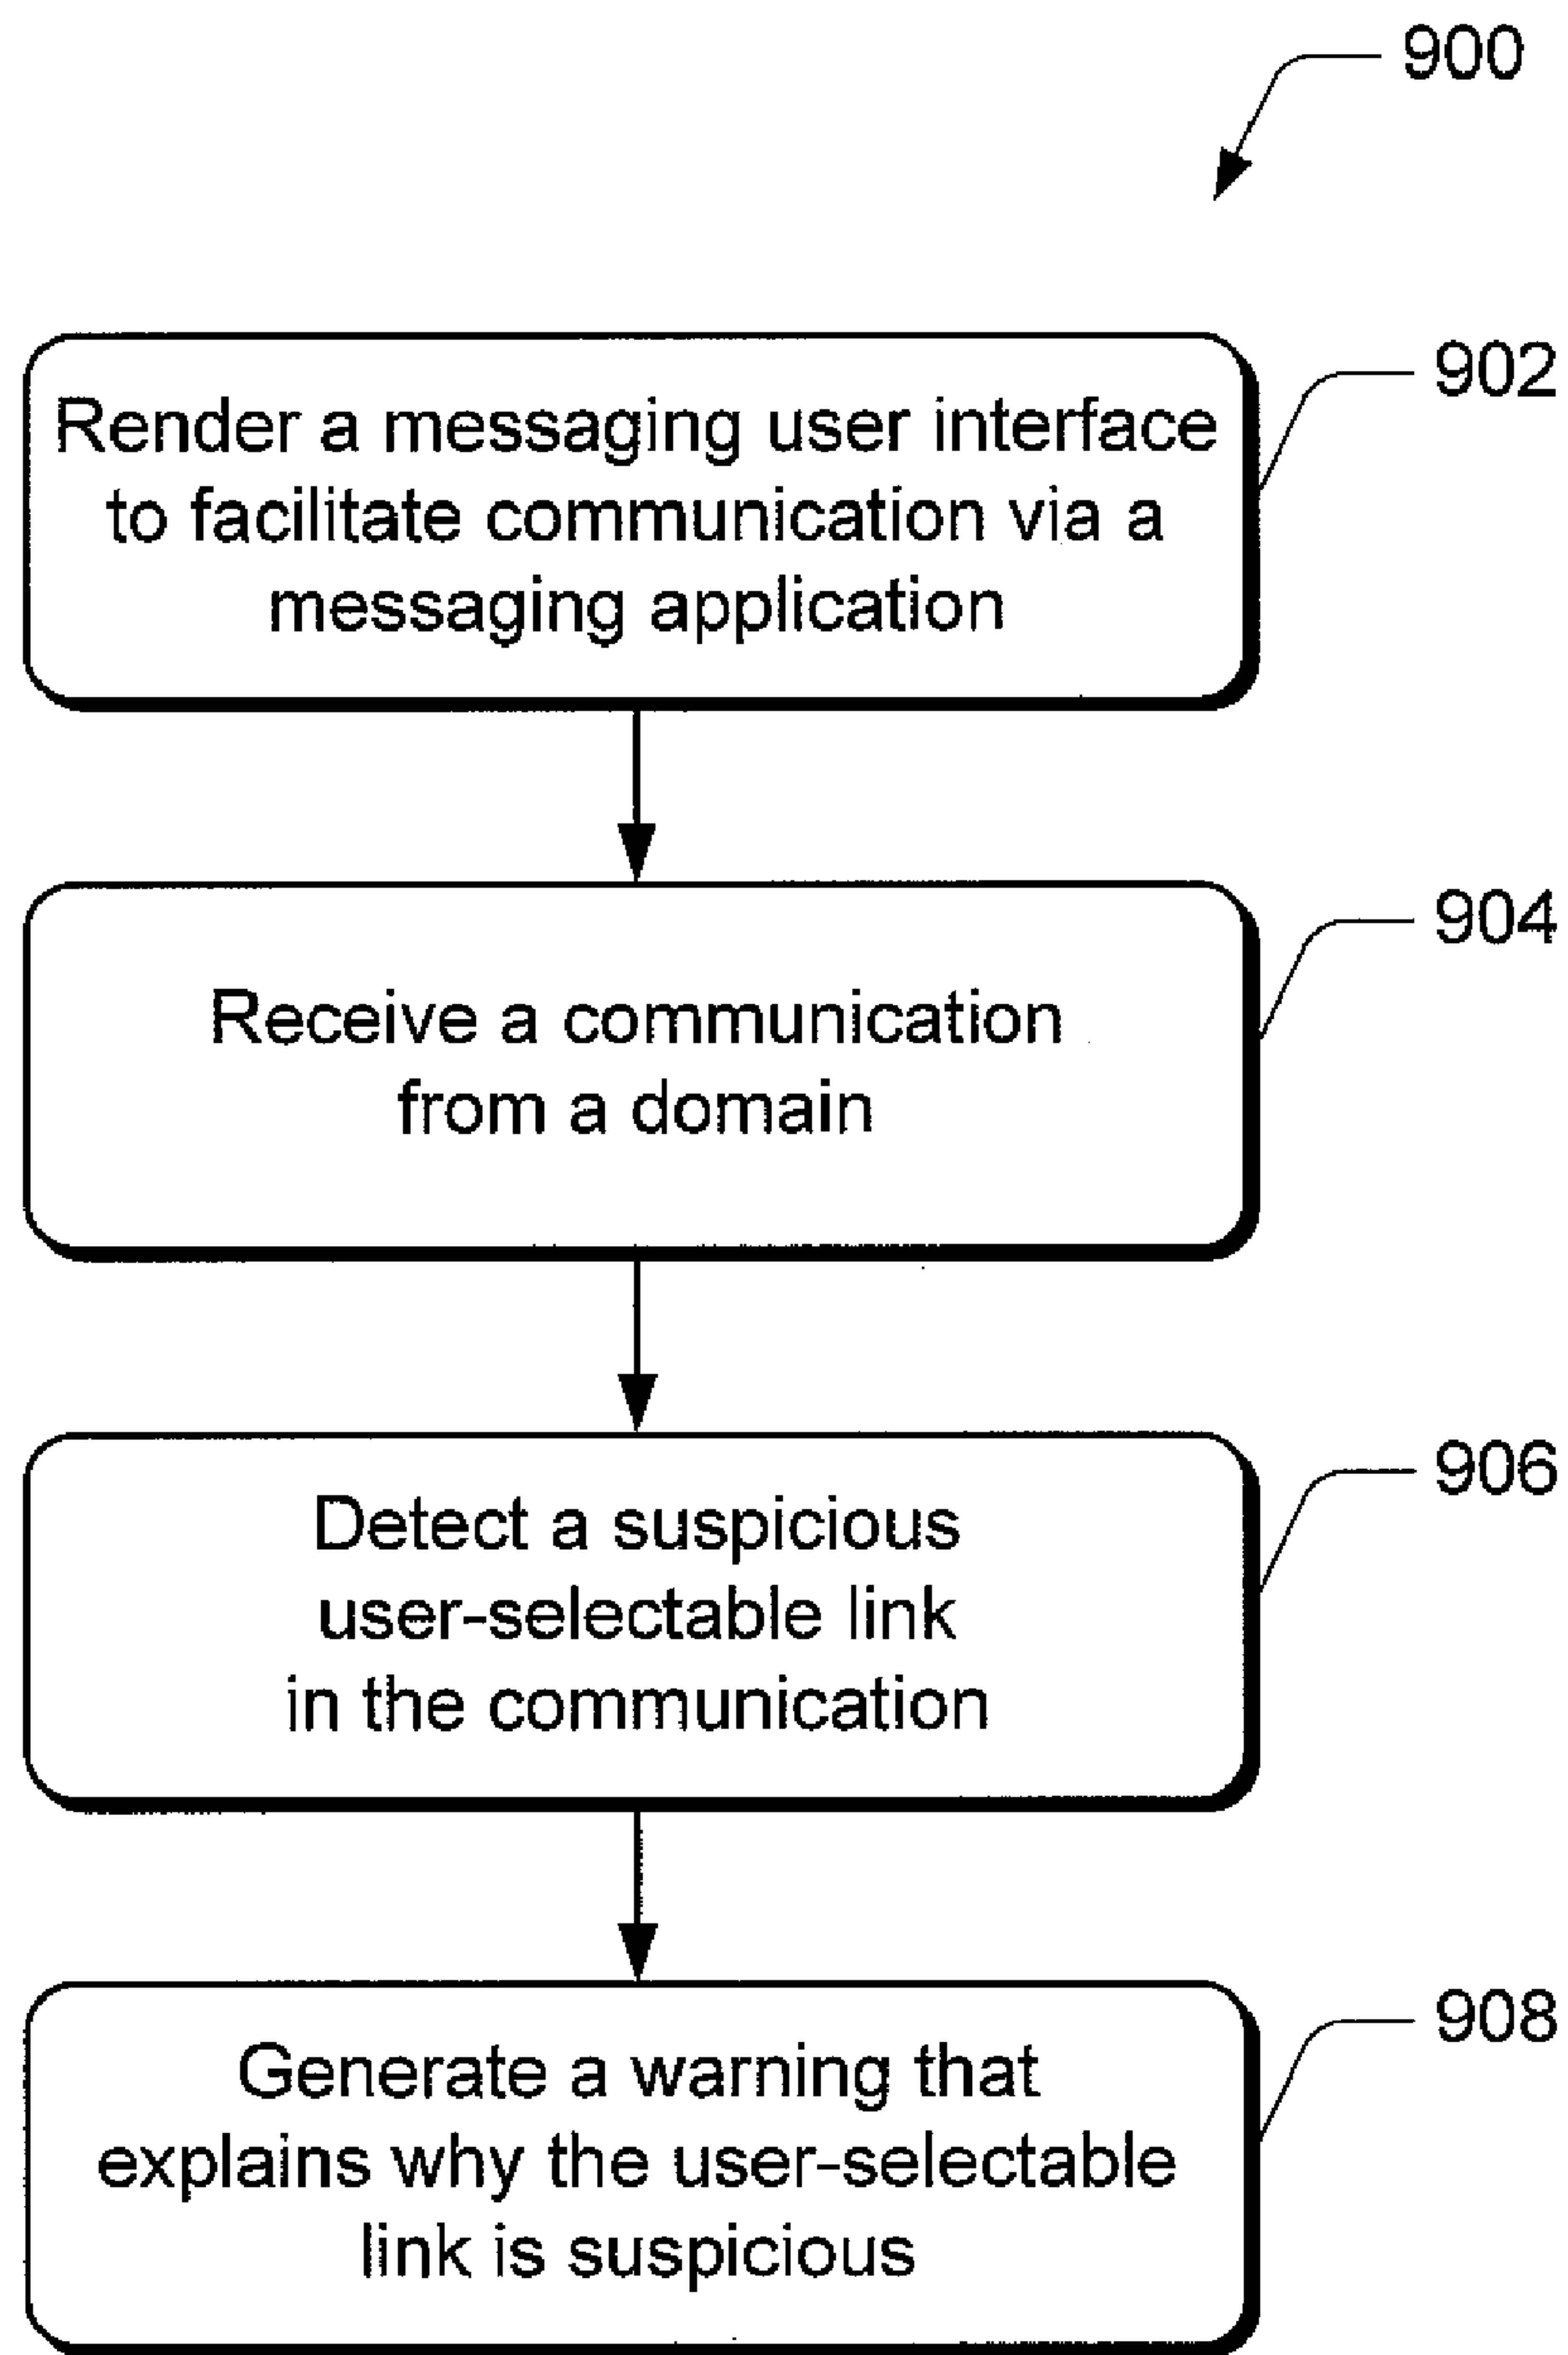 900
902
Render a messaging user interface
to facilitate communication via a
messaging application
904
Receive a communication
from a domain
906
Detect a suspicious
user-selectable link
in the communication
908
Generate a warning that
explains why the user-selectable
link is suspicious